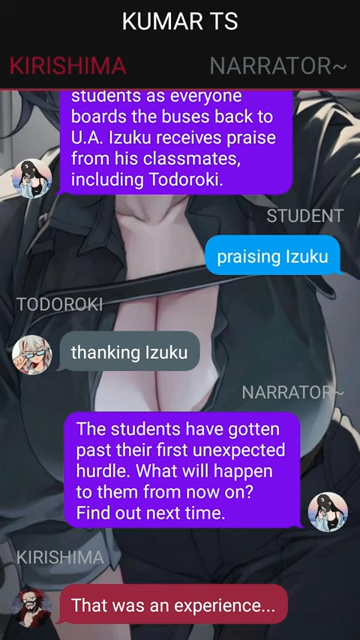 KUMAR TS
KIRISHIMA NARRATOR~
students as everyone
boards the buses back to
U.A. Izuku receives praise
from his classmates,
including Todoroki.
STUDENT
praising Izuku
TODOROKI
thanking Izuku
NARRATOR~
The students have gotten
past their first unexpected
hurdle. What will happen
to them from now on?
Find out next time.
KIRISHIMA
That was an experience...